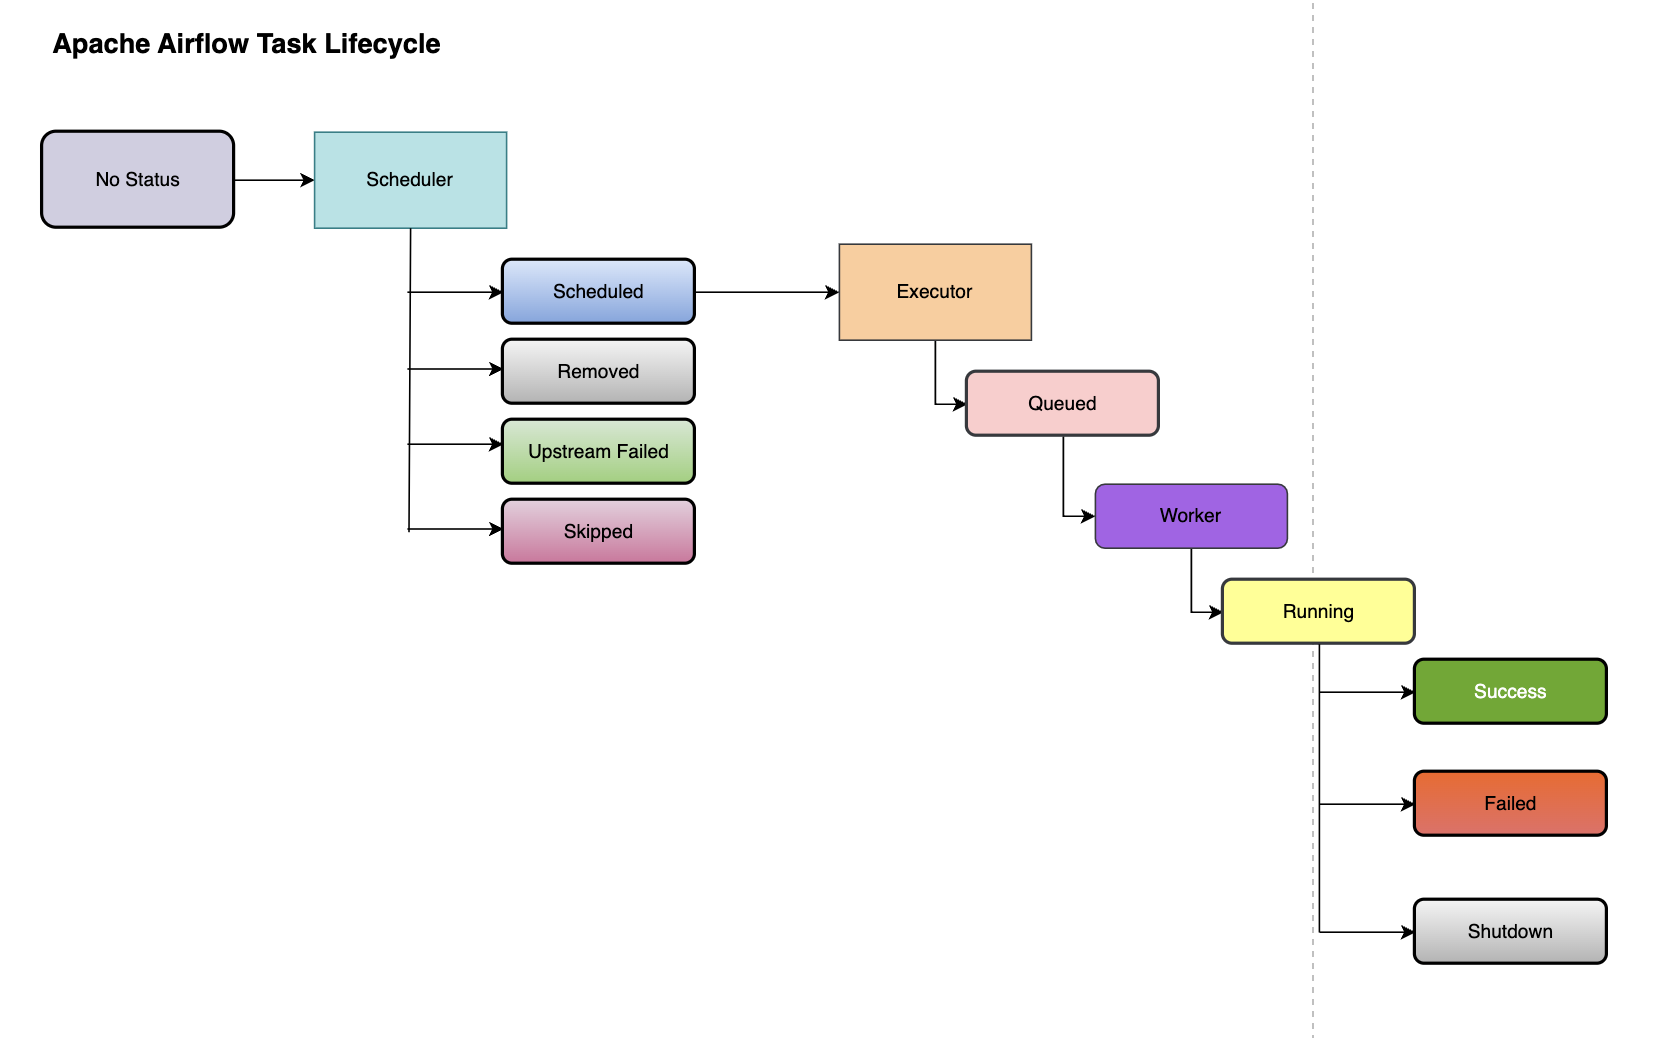 Apache Airflow Task Lifecycle
No Status
Scheduler
Scheduled
Executor
Removed
Queued
Upstream Failed
Skipped
Worker
Running
Success
Failed
Shutdown